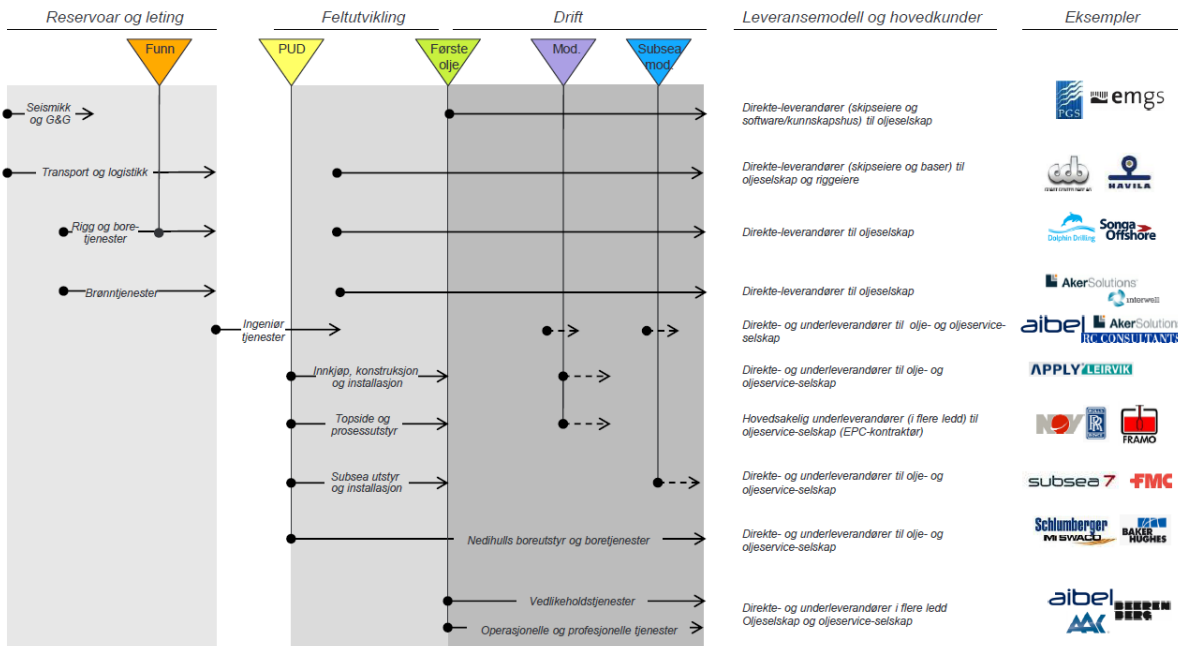 Reservoar og leting
Feltutvikling
Drift
Leveransemodell og hovedkunder
Eksempler
Funn
PUD
Første
olje
Mod.
Subsea
mod.
Seismikk
og G&G
Direkte-leverandører (skipseiere og
software/kunnskapshus) til oljeselskap
PGS
emgs
Transport og logistikk
Direkte-leverandører (skipseiere og baser) til
oljeselskap og riggeiere
HAVILA
Rigg og bore-
tjenester
Direkte-leverandører til oljeselskap
Dolphin Drilling
Songa
Offshore
Brønntjenester
Direkte-leverandører til oljeselskap
AkerSolutions
interwell
Ingeniør
tjenester
Direkte- og underleverandører til olje- og oljeservice-
selskap
aibel
AkerSolution
RC CONSULTANTS
Innkjøp, konstruksjon
og installasjon
Direkte- og underleverandører til olje- og
oljeservice-selskap
APPLY LEIRVIK
Topside og
prosessutstyr
Hovedsakelig underleverandører (i flere ledd) til
oljeservice-selskap (EPC-kontraktør)
NOV
FRAMO
Subsea utstyr
og installasjon
Direkte- og underleverandører til olje- og
oljeservice-selskap
subsea 7
FMC
Nedihulls boreutstyr og boretjenester
Direkte- og underleverandører til olje- og
oljeservice-selskap
Schlumberger
MI SWACO
BAKER
HUGHES
Vedlikeholdstjenester
Operasjonelle og profesjonelle tjenester
Direkte- og underleverandører i flere ledd
Oljeselskap og oljeservice-selskap
aibel
BEEREN
BERG
AAK